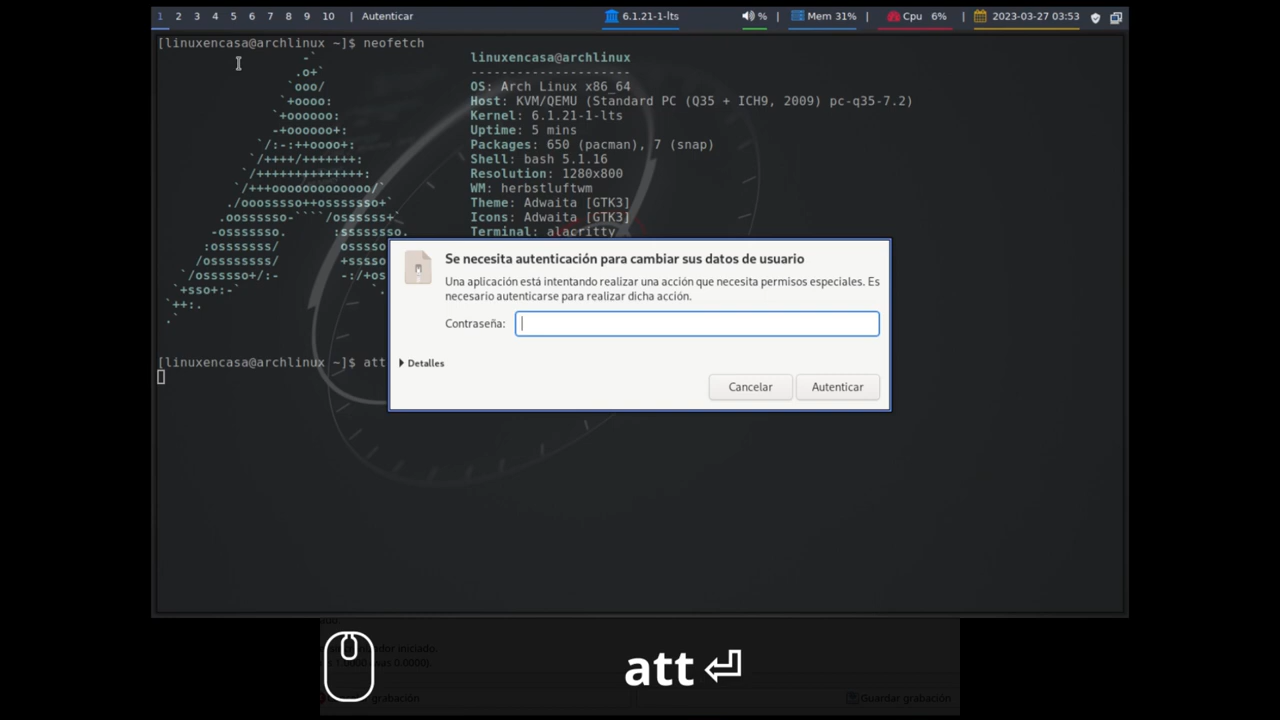 1 2 3 4 5 6 7 8 9 10 | Autenticar 6.1.21-1-lts % | Mem 31% | Cpu 6% | 2023-03-27 03:53
[linuxencasa@archlinux ~]$ neofetch
linuxencasa@archlinux
---------------------
OS: Arch Linux x86_64
Host: KVM/QEMU (Standard PC (Q35 + ICH9, 2009) pc-q35-7.2)
Kernel: 6.1.21-1-lts
Uptime: 5 mins
Packages: 650 (pacman), 7 (snap)
Shell: bash 5.1.16
Resolution: 1280x800
WM: herbstluftwm
Theme: Adwaita [GTK3]
Icons: Adwaita [GTK3]
Terminal: alacritty
Se necesita autenticación para cambiar sus datos de usuario
Una aplicación está intentando realizar una acción que necesita permisos especiales. Es
necesario autenticarse para realizar dicha acción.
Contraseña:
Detalles
Cancelar Autenticar
[linuxencasa@archlinux ~]$ att
iniciado.
grabación Guardar grabación
att